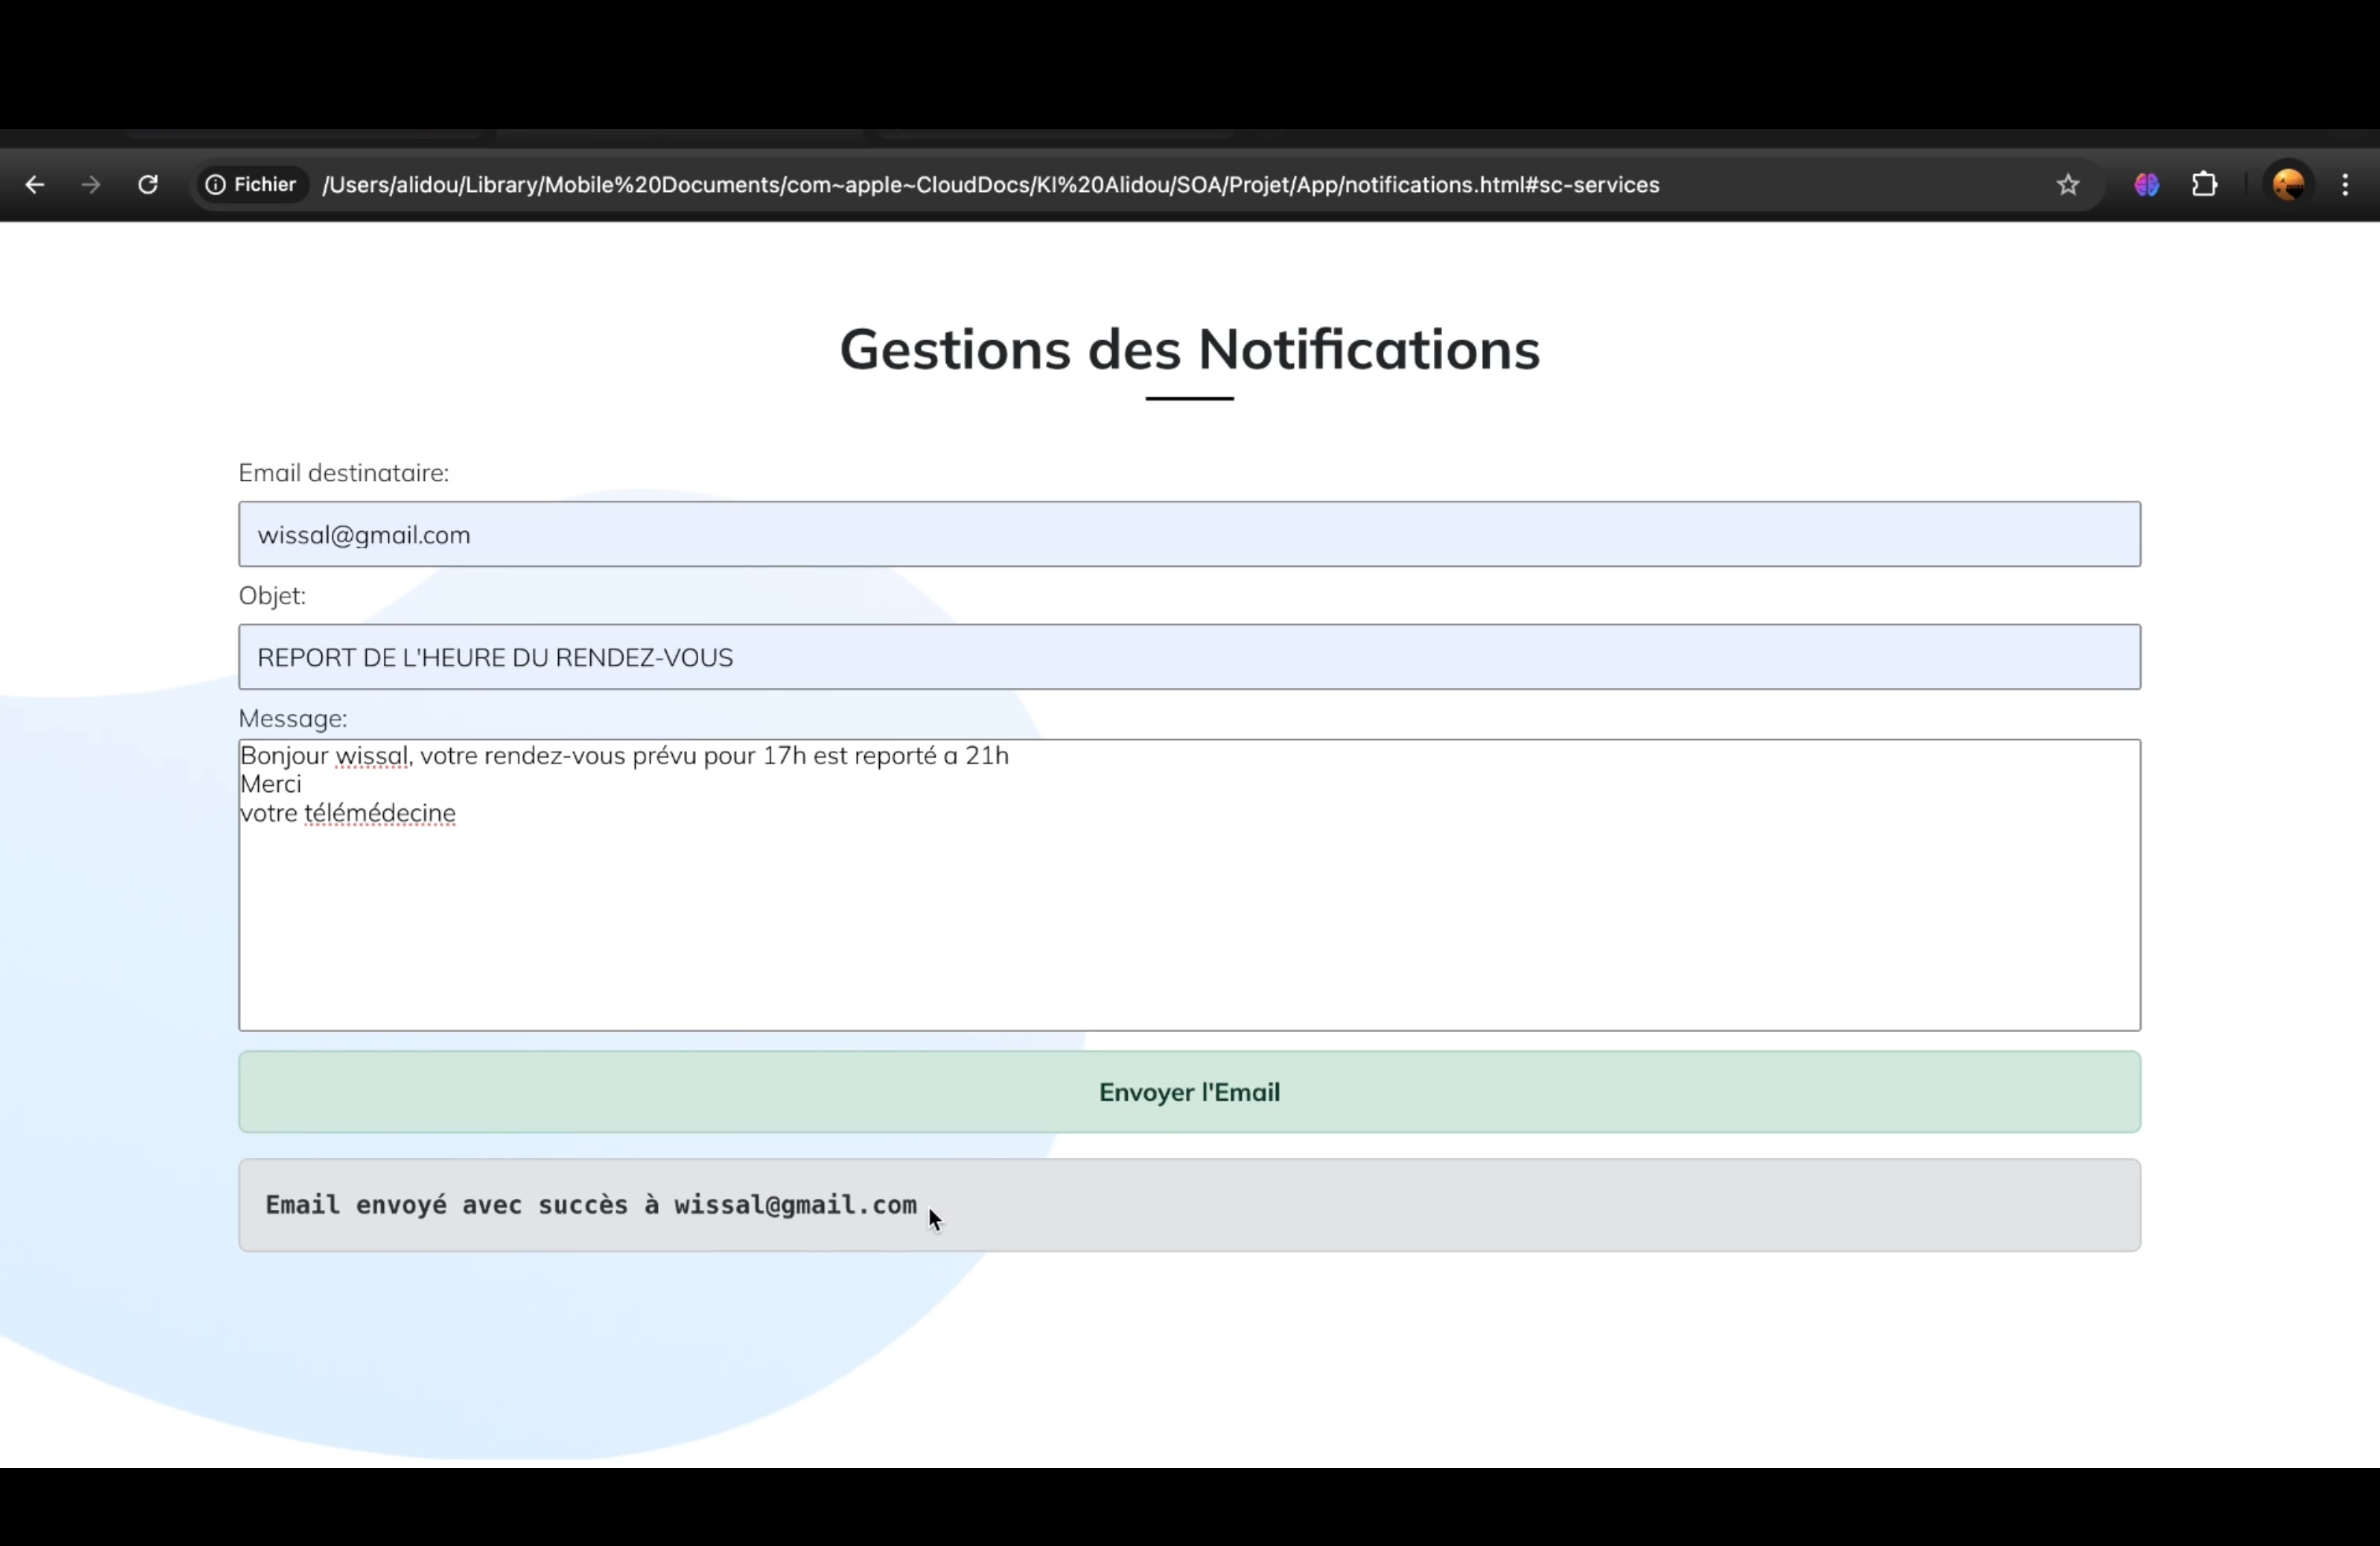 Fichier /Users/alidou/Library/Mobile%20Documents/com~apple~CloudDocs/KI%20Alidou/SOA/Projet/App/notifications.html#sc-services
Gestions des Notifications
Email destinataire:
wissal@gmail.com
Objet:
REPORT DE L'HEURE DU RENDEZ-VOUS
Message:
Bonjour wissal, votre rendez-vous prévu pour 17h est reporté a 21h
Merci
votre télémédecine
Envoyer l'Email
Email envoyé avec succès à wissal@gmail.com